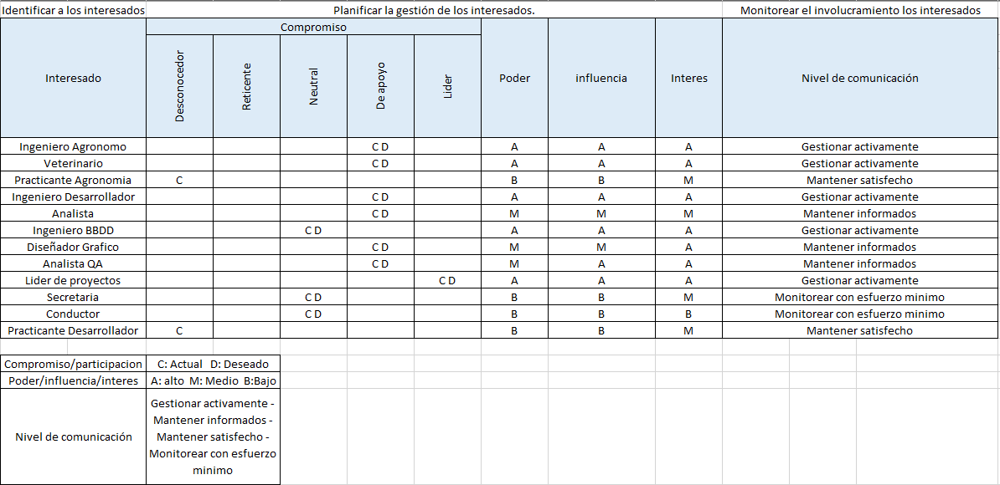 Identificar a los interesados Planificar la gestión de los interesados. Monitorear el involucramiento los interesados
Compromiso
Interesado Desconocedor Reticente Neutral De apoyo Lider Poder influencia Interes Nivel de comunicación
Ingeniero Agronomo C D A A A Gestionar activamente
Veterinario C D A A A Gestionar activamente
Practicante Agronomia C B B M Mantener satisfecho
Ingeniero Desarrollador C D A A A Gestionar activamente
Analista C D M M M Mantener informados
Ingeniero BBDD C D A A A Gestionar activamente
Diseñador Grafico C D M M A Mantener informados
Analista QA C D M A A Mantener informados
Lider de proyectos C D A A A Gestionar activamente
Secretaria C D B B M Monitorear con esfuerzo minimo
Conductor C D B B B Monitorear con esfuerzo minimo
Practicante Desarrollador C B B M Mantener satisfecho
Compromiso/participacion C: Actual D: Deseado
Poder/influencia/interes A: alto M: Medio B:Bajo
Nivel de comunicación
Gestionar activamente -
Mantener informados -
Mantener satisfecho -
Monitorear con esfuerzo
minimo